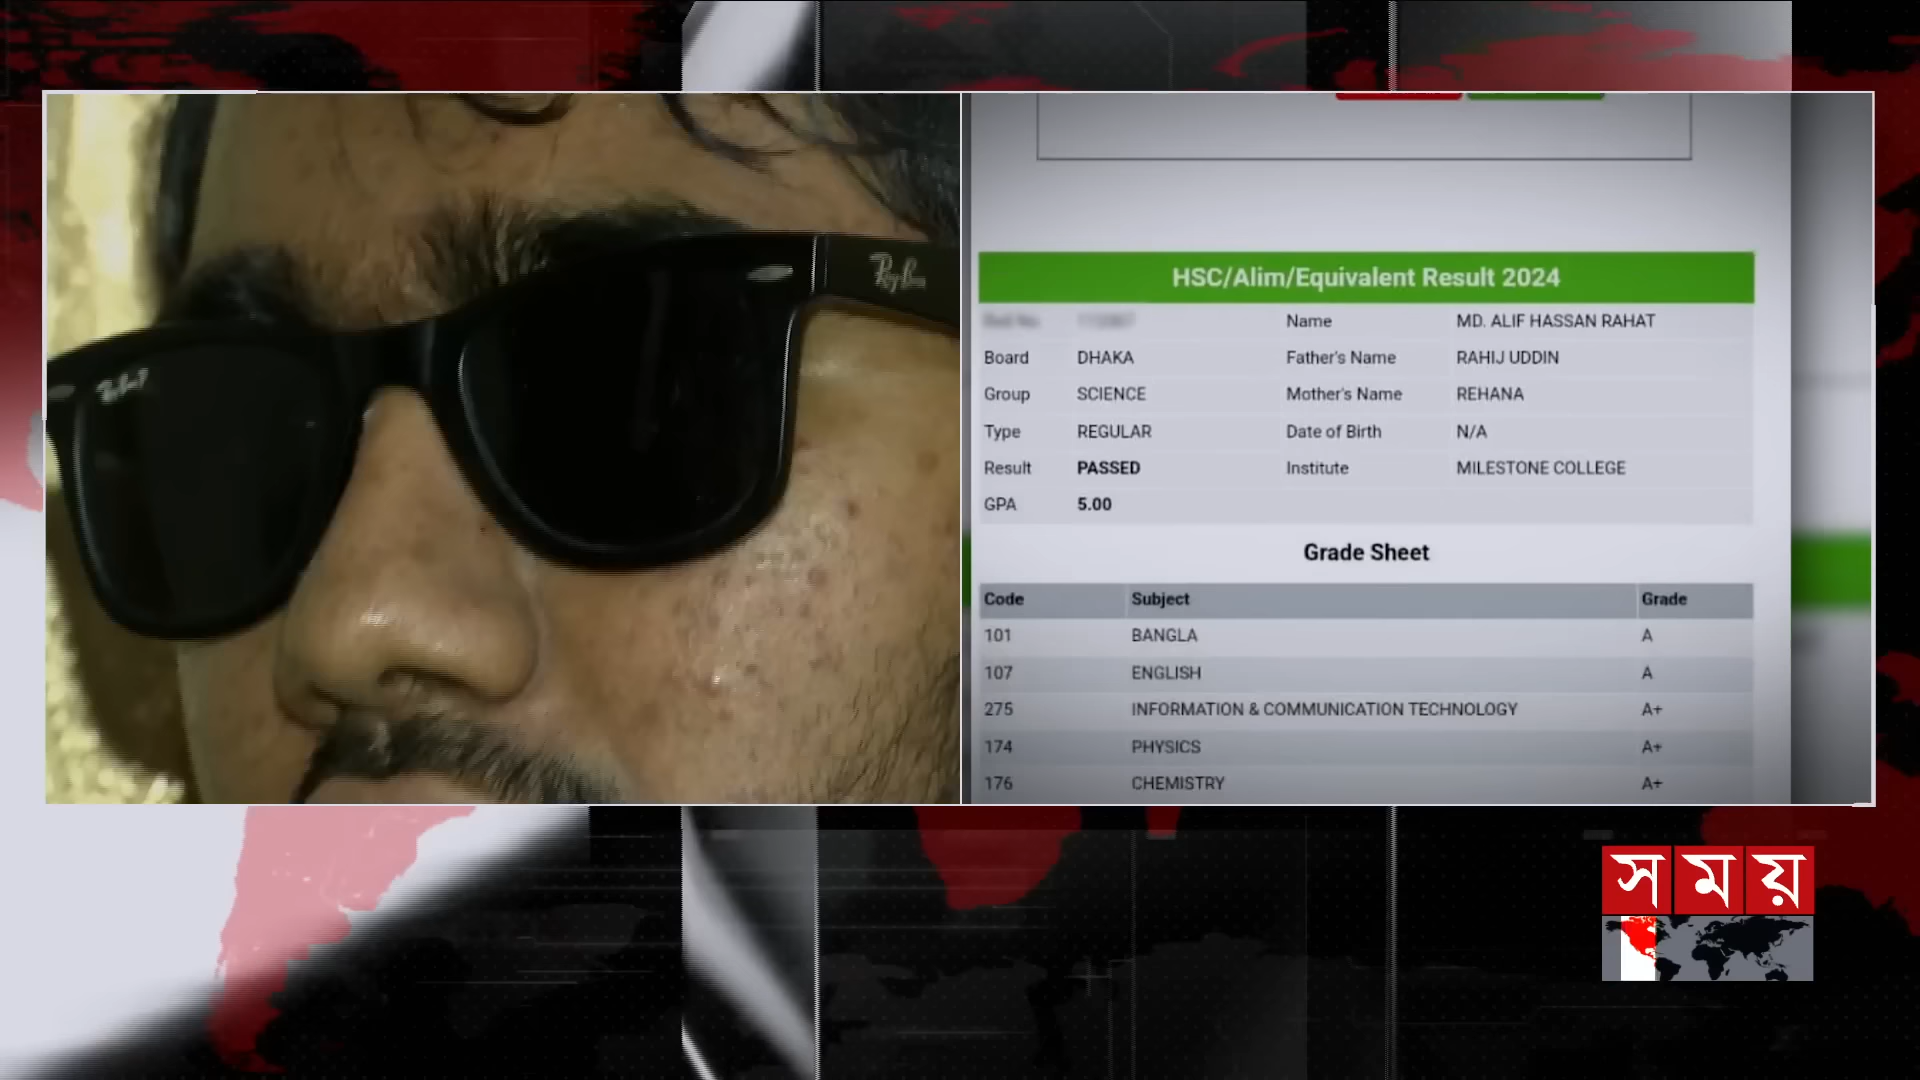 Ray-Ban
HSC/Alim/Equivalent Result 2024
Name MD. ALIF HASSAN RAHAT
Board DHAKA Father's Name RAHIJ UDDIN
Group SCIENCE Mother's Name REHANA
Type REGULAR Date of Birth N/A
Result PASSED Institute MILESTONE COLLEGE
GPA 5.00
Grade Sheet
Code Subject Grade
101 BANGLA A
107 ENGLISH A
275 INFORMATION & COMMUNICATION TECHNOLOGY A+
174 PHYSICS A+
176 CHEMISTRY A+
সময়